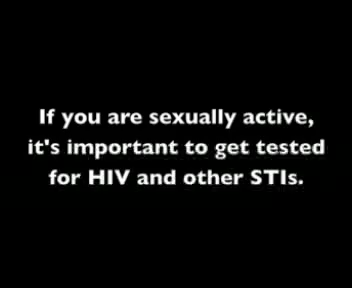 If you are sexually active,
it's important to get tested
for HIV and other STIs.